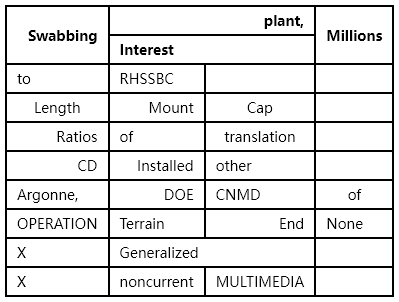 Swabbing plant, Millions
Interest
to RHSSBC
Length Mount Cap
Ratios of translation
CD Installed other
Argonne, DOE CNMD of
OPERATION Terrain End None
X Generalized
X noncurrent MULTIMEDIA